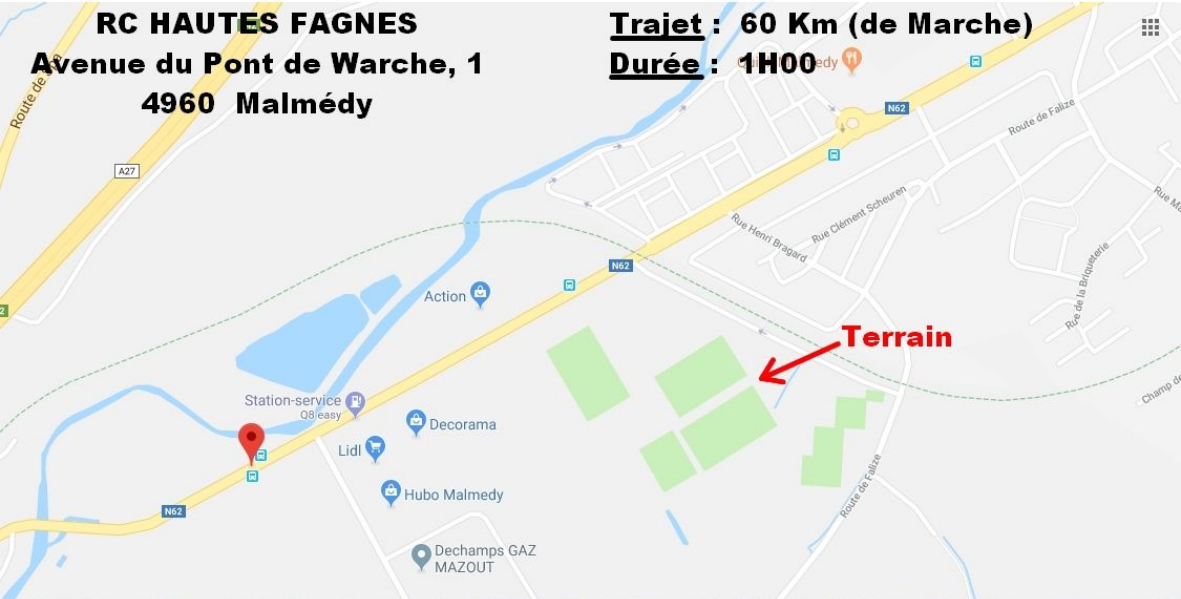 RC HAUTES FAGNES
Avenue du Pont de Warche, 1
4960 Malmédy
Trajet : 60 Km (de Marche)
Durée : 1H00
Route de
A27
N62
Route de Falize
Rue Clément Scheuren
Rue Henri Bragard
Rue de la Briqueterie
N62
Action
Terrain
Station-service
Q8 easy
Decorama
Lidl
Hubo Malmedy
N62
Route de Falize
Champ de
Dechamps GAZ
MAZOUT